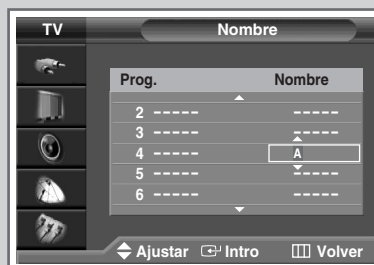 TV Nombre
Prog. Nombre
2 ----- -----
3 ----- -----
4 ----- A
5 ----- -----
6 ----- -----
Ajustar Intro Volver